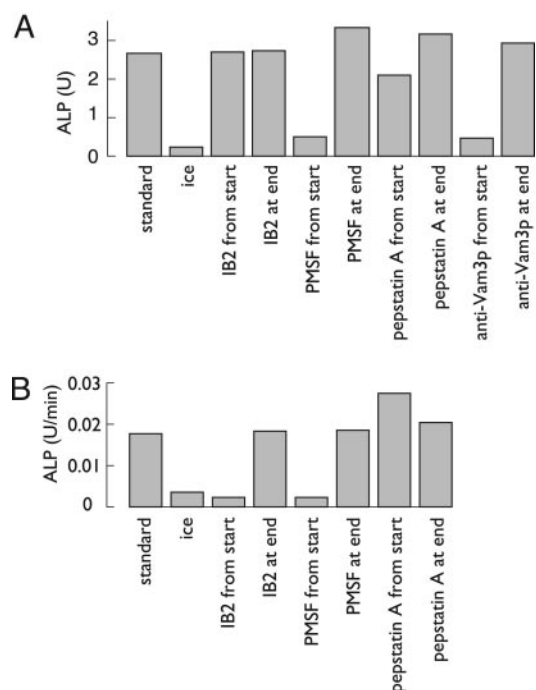 A
ALP (U)
3
2
1
0
standard
ice
IB2 from start
IB2 at end
PMSF from start
PMSF at end
pepstatin A from start
pepstatin A at end
anti-Vam3p from start
anti-Vam3p at end
B
ALP (U/min)
0.03
0.02
0.01
0
standard
ice
IB2 from start
IB2 at end
PMSF from start
PMSF at end
pepstatin A from start
pepstatin A at end